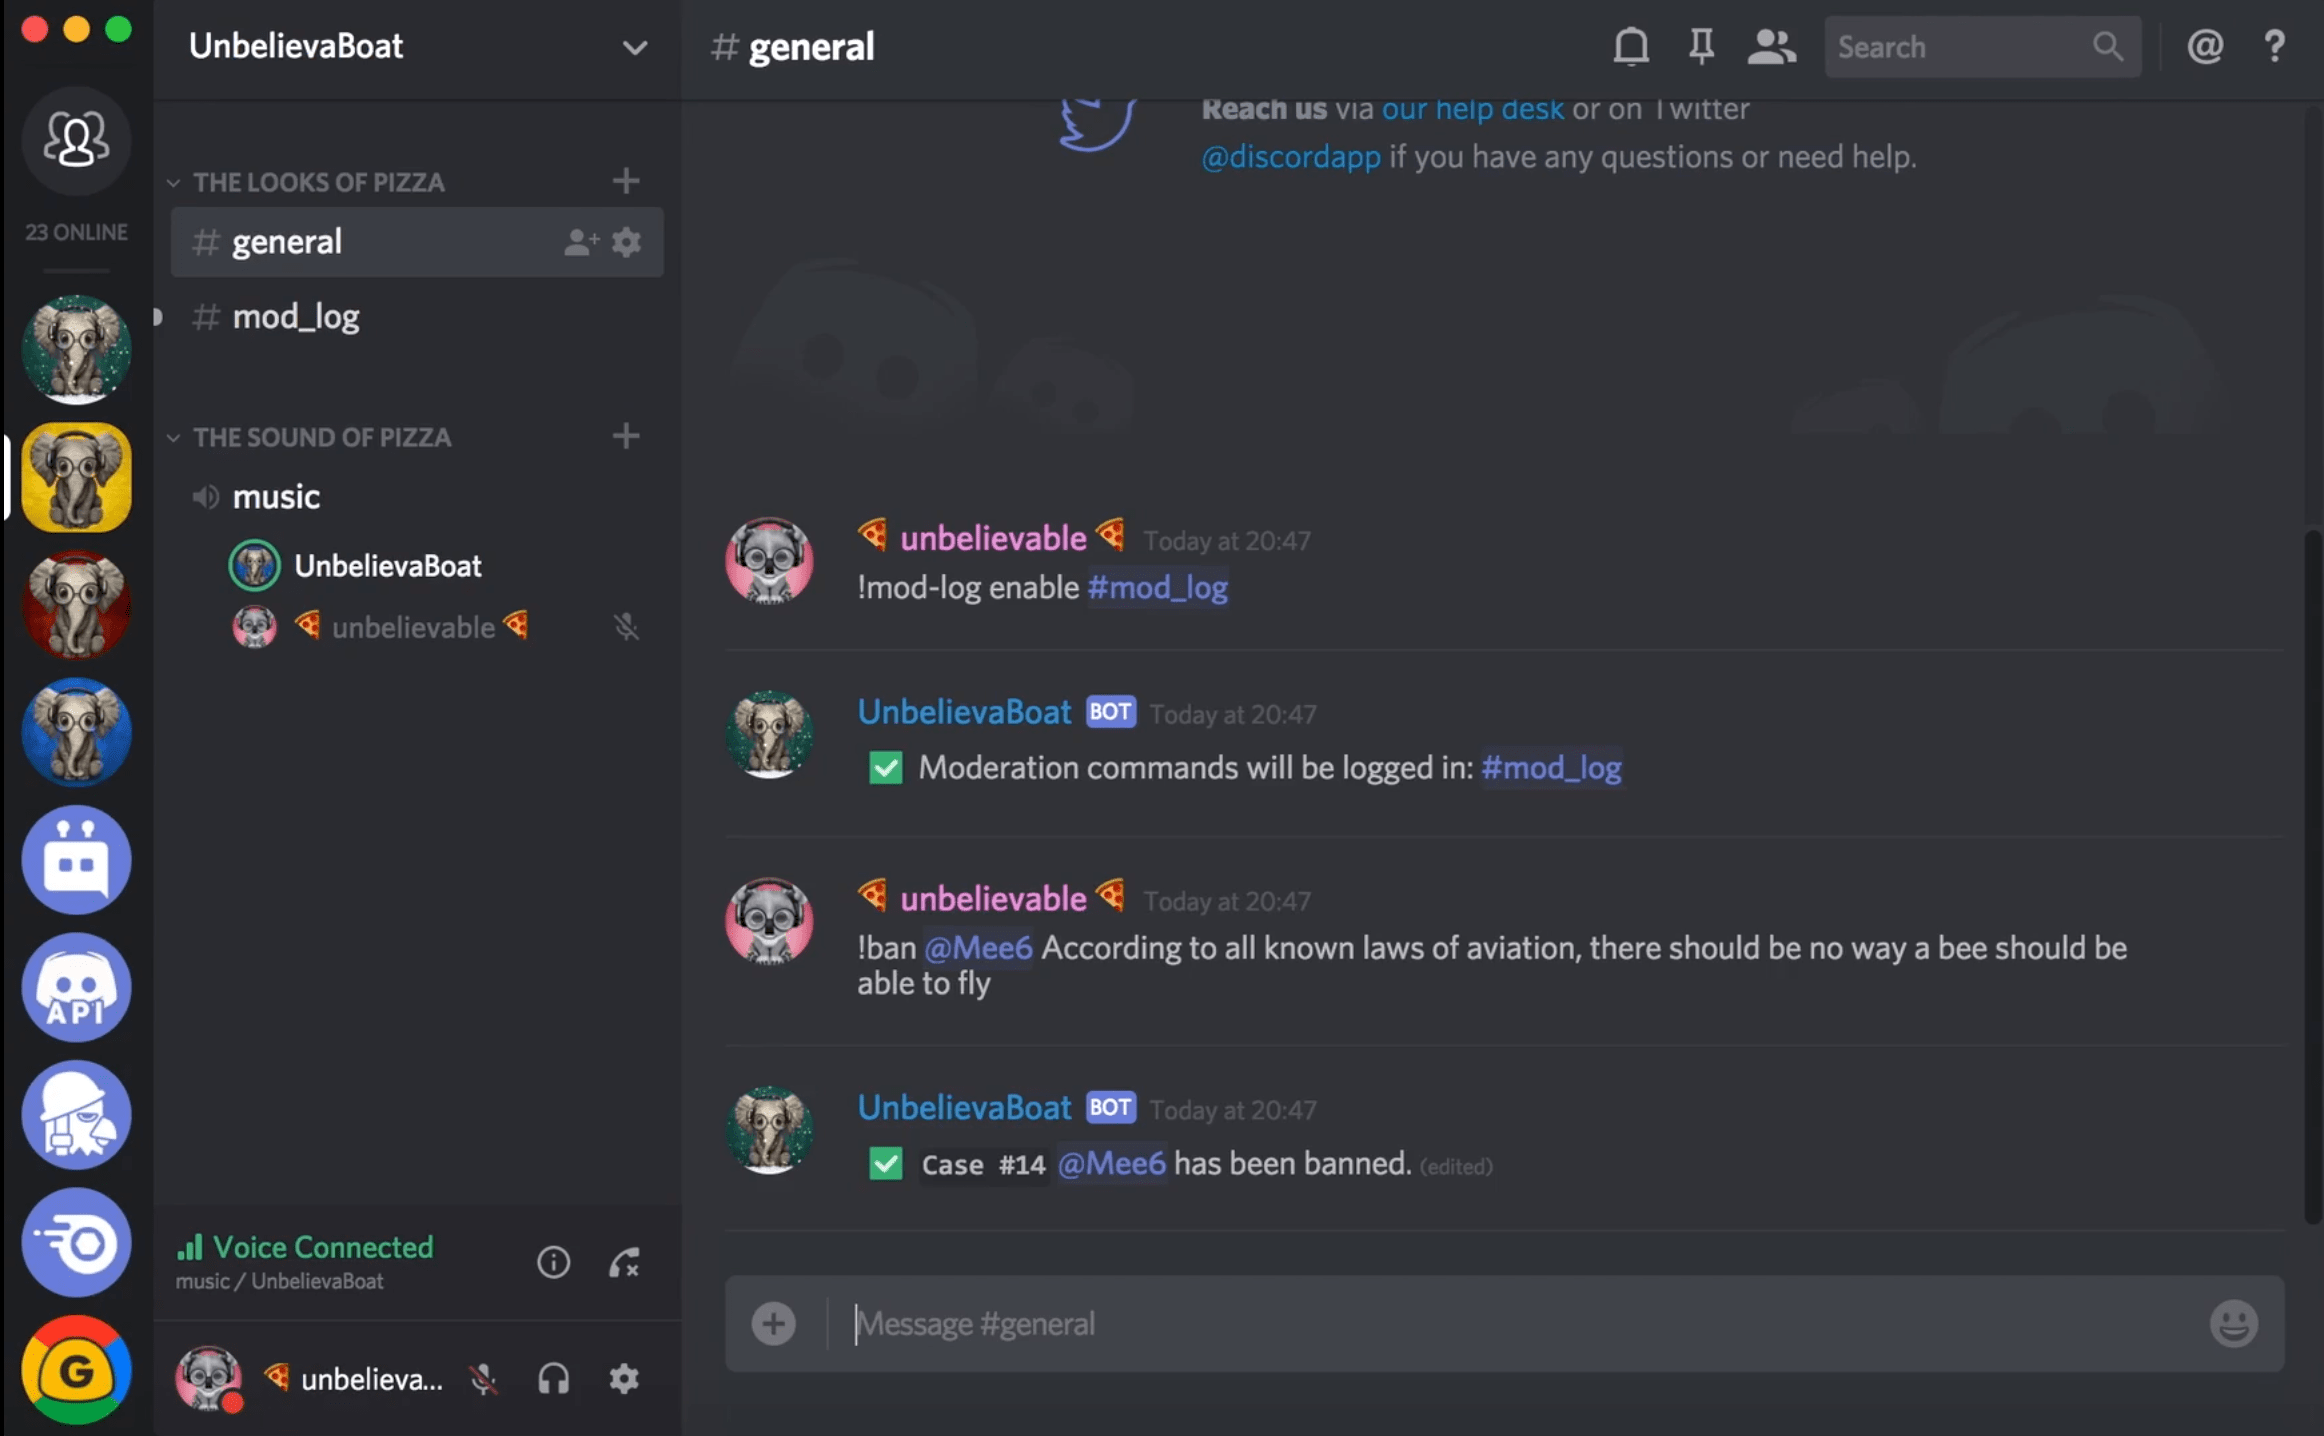 UnbelievaBoat
23 ONLINE
THE LOOKS OF PIZZA
# general
# mod_log
THE SOUND OF PIZZA
music
UnbelievaBoat
unbelievable
API
G
Voice Connected
music / UnbelievaBoat
unbelieva...
# general
Search
@ ?
Reach us via our help desk or on Twitter
@discordapp if you have any questions or need help.
unbelievable Today at 20:47
!mod-log enable #mod_log
UnbelievaBoat BOT Today at 20:47
Moderation commands will be logged in: #mod_log
unbelievable Today at 20:47
!ban @Mee6 According to all known laws of aviation, there should be no way a bee should be
able to fly
UnbelievaBoat BOT Today at 20:47
Case #14 @Mee6 has been banned. (edited)
Message #general